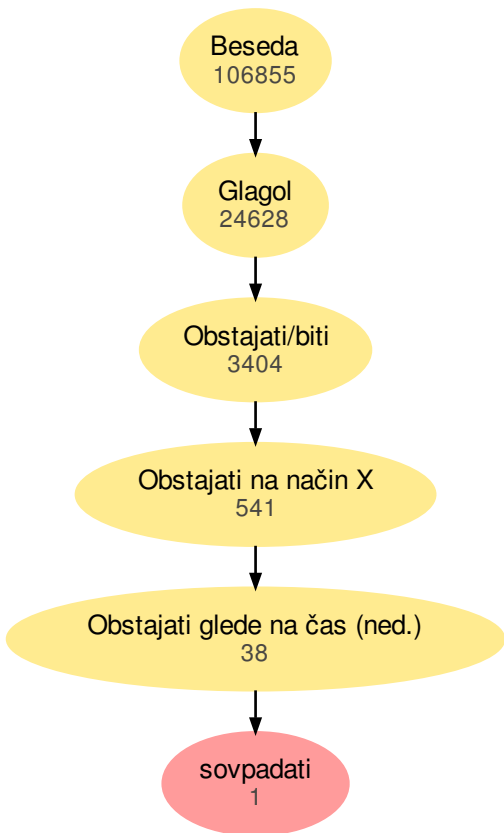 Beseda
106855
Glagol
24628
Obstajati/biti
3404
Obstajati na način X
541
Obstajati glede na čas (ned.)
38
sovpadati
1